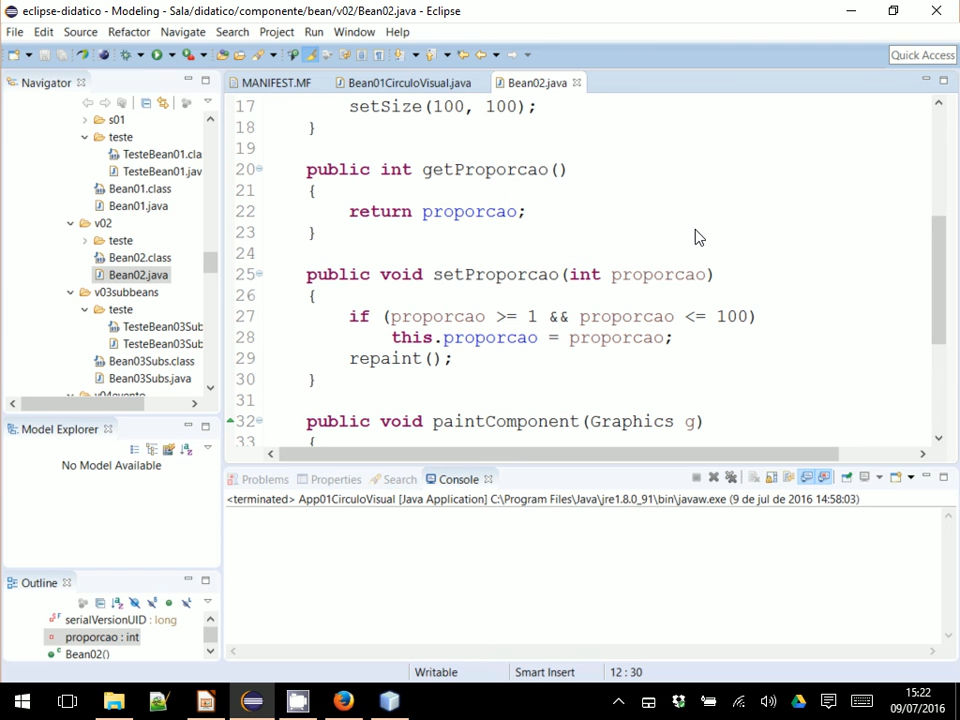 eclipse-didatico - Modeling - Sala/didatico/componente/bean/v02/Bean02.java - Eclipse
File Edit Source Refactor Navigate Search Project Run Window Help
Quick Access
Navigator
s01
teste
TesteBean01.cla
TesteBean01.jav
Bean01.class
Bean01.java
v02
teste
Bean02.class
Bean02.java
v03subbeans
teste
TesteBean03Sub
TesteBean03Sub
Bean03Subs.class
Bean03Subs.java
v04evento
Model Explorer
No Model Available
Outline
serialVersionUID : long
proporcao : int
Bean02()
MANIFEST.MF Bean01CirculoVisual.java Bean02.java
17 setSize(100, 100);
18 }
19
20 public int getProporcao()
21 {
22 return proporcao;
23 }
24
25 public void setProporcao(int proporcao)
26 {
27 if (proporcao >= 1 && proporcao <= 100)
28 this.proporcao = proporcao;
29 repaint();
30 }
31
32 public void paintComponent(Graphics g)
33 {
Problems Properties Search Console
<terminated> App01CirculoVisual [Java Application] C:\Program Files\Java\jre1.8.0_91\bin\javaw.exe (9 de jul de 2016 14:58:03)
Writable Smart Insert 12 : 30
15:22
09/07/2016